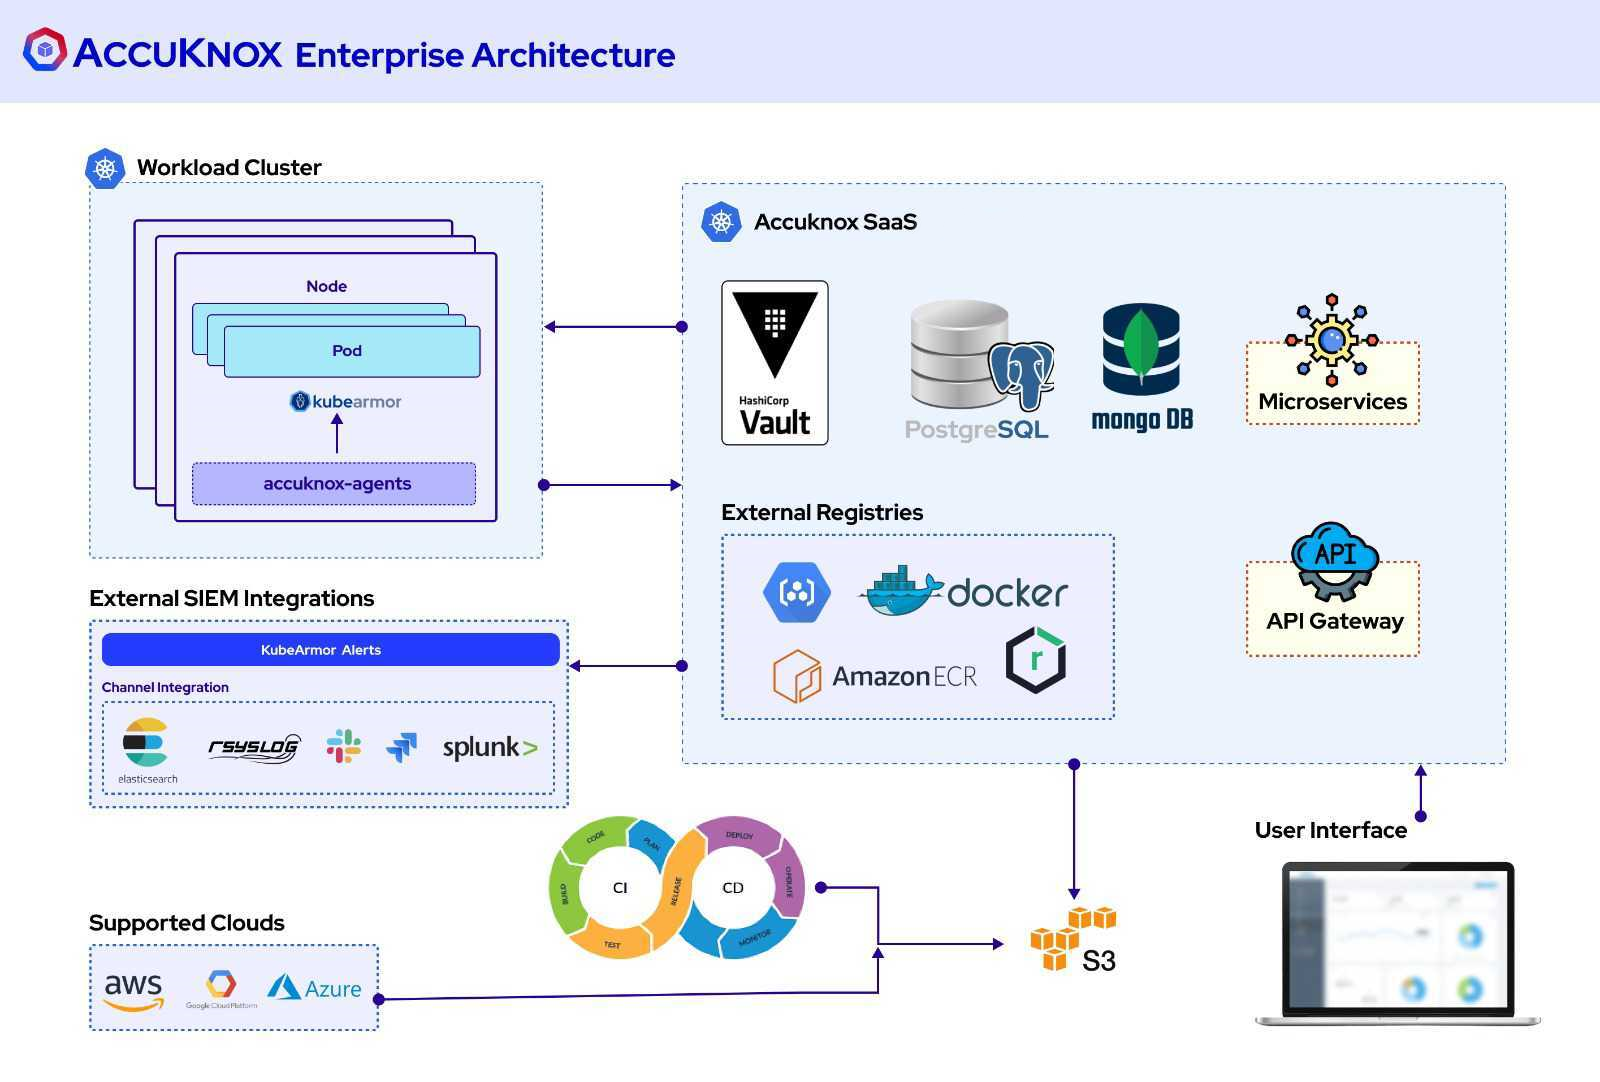 ACCUKNOX Enterprise Architecture
Workload Cluster
Node
Pod
kubearmor
accuknox-agents
Accuknox SaaS
HashiCorp
Vault
PostgreSQL
mongo DB
Microservices
External Registries
docker
Amazon ECR
r
API
API Gateway
External SIEM Integrations
KubeArmor Alerts
Channel Integration
elasticsearch
RSYSLOG
splunk>
CODE
PLAN
BUILD
TEST
RELEASE
DEPLOY
OPERATE
MONITOR
CI
CD
User Interface
Supported Clouds
aws
Google Cloud Platform
Azure
S3